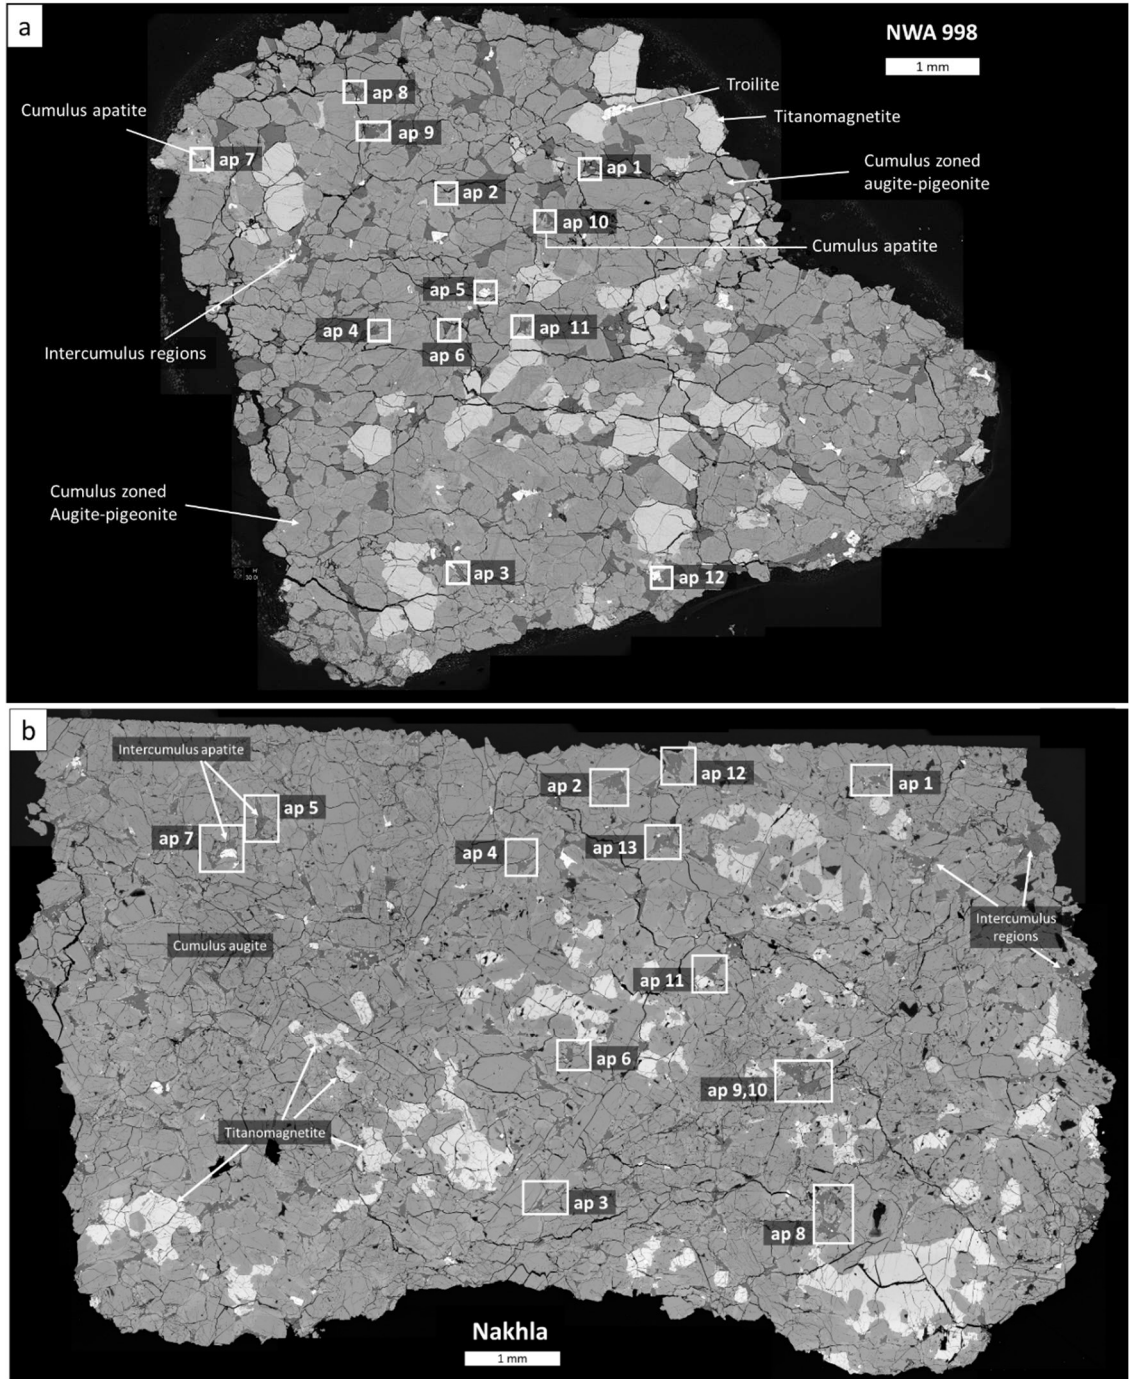 a
NWA 998
1 mm
Troilite
Titanomagnetite
Cumulus apatite
ap 8
ap 9
ap 7
ap 1
Cumulus zoned
augite-pigeonite
ap 2
ap 10
Cumulus apatite
ap 5
ap 4
ap 6
ap 11
Intercumulus regions
Cumulus zoned
Augite-pigeonite
ap 3
ap 12
b
Intercumulus apatite
ap 5
ap 7
ap 2
ap 12
ap 1
ap 4
ap 13
Cumulus augite
Intercumulus
regions
ap 11
ap 6
ap 9,10
Titanomagnetite
ap 3
ap 8
Nakhla
1 mm